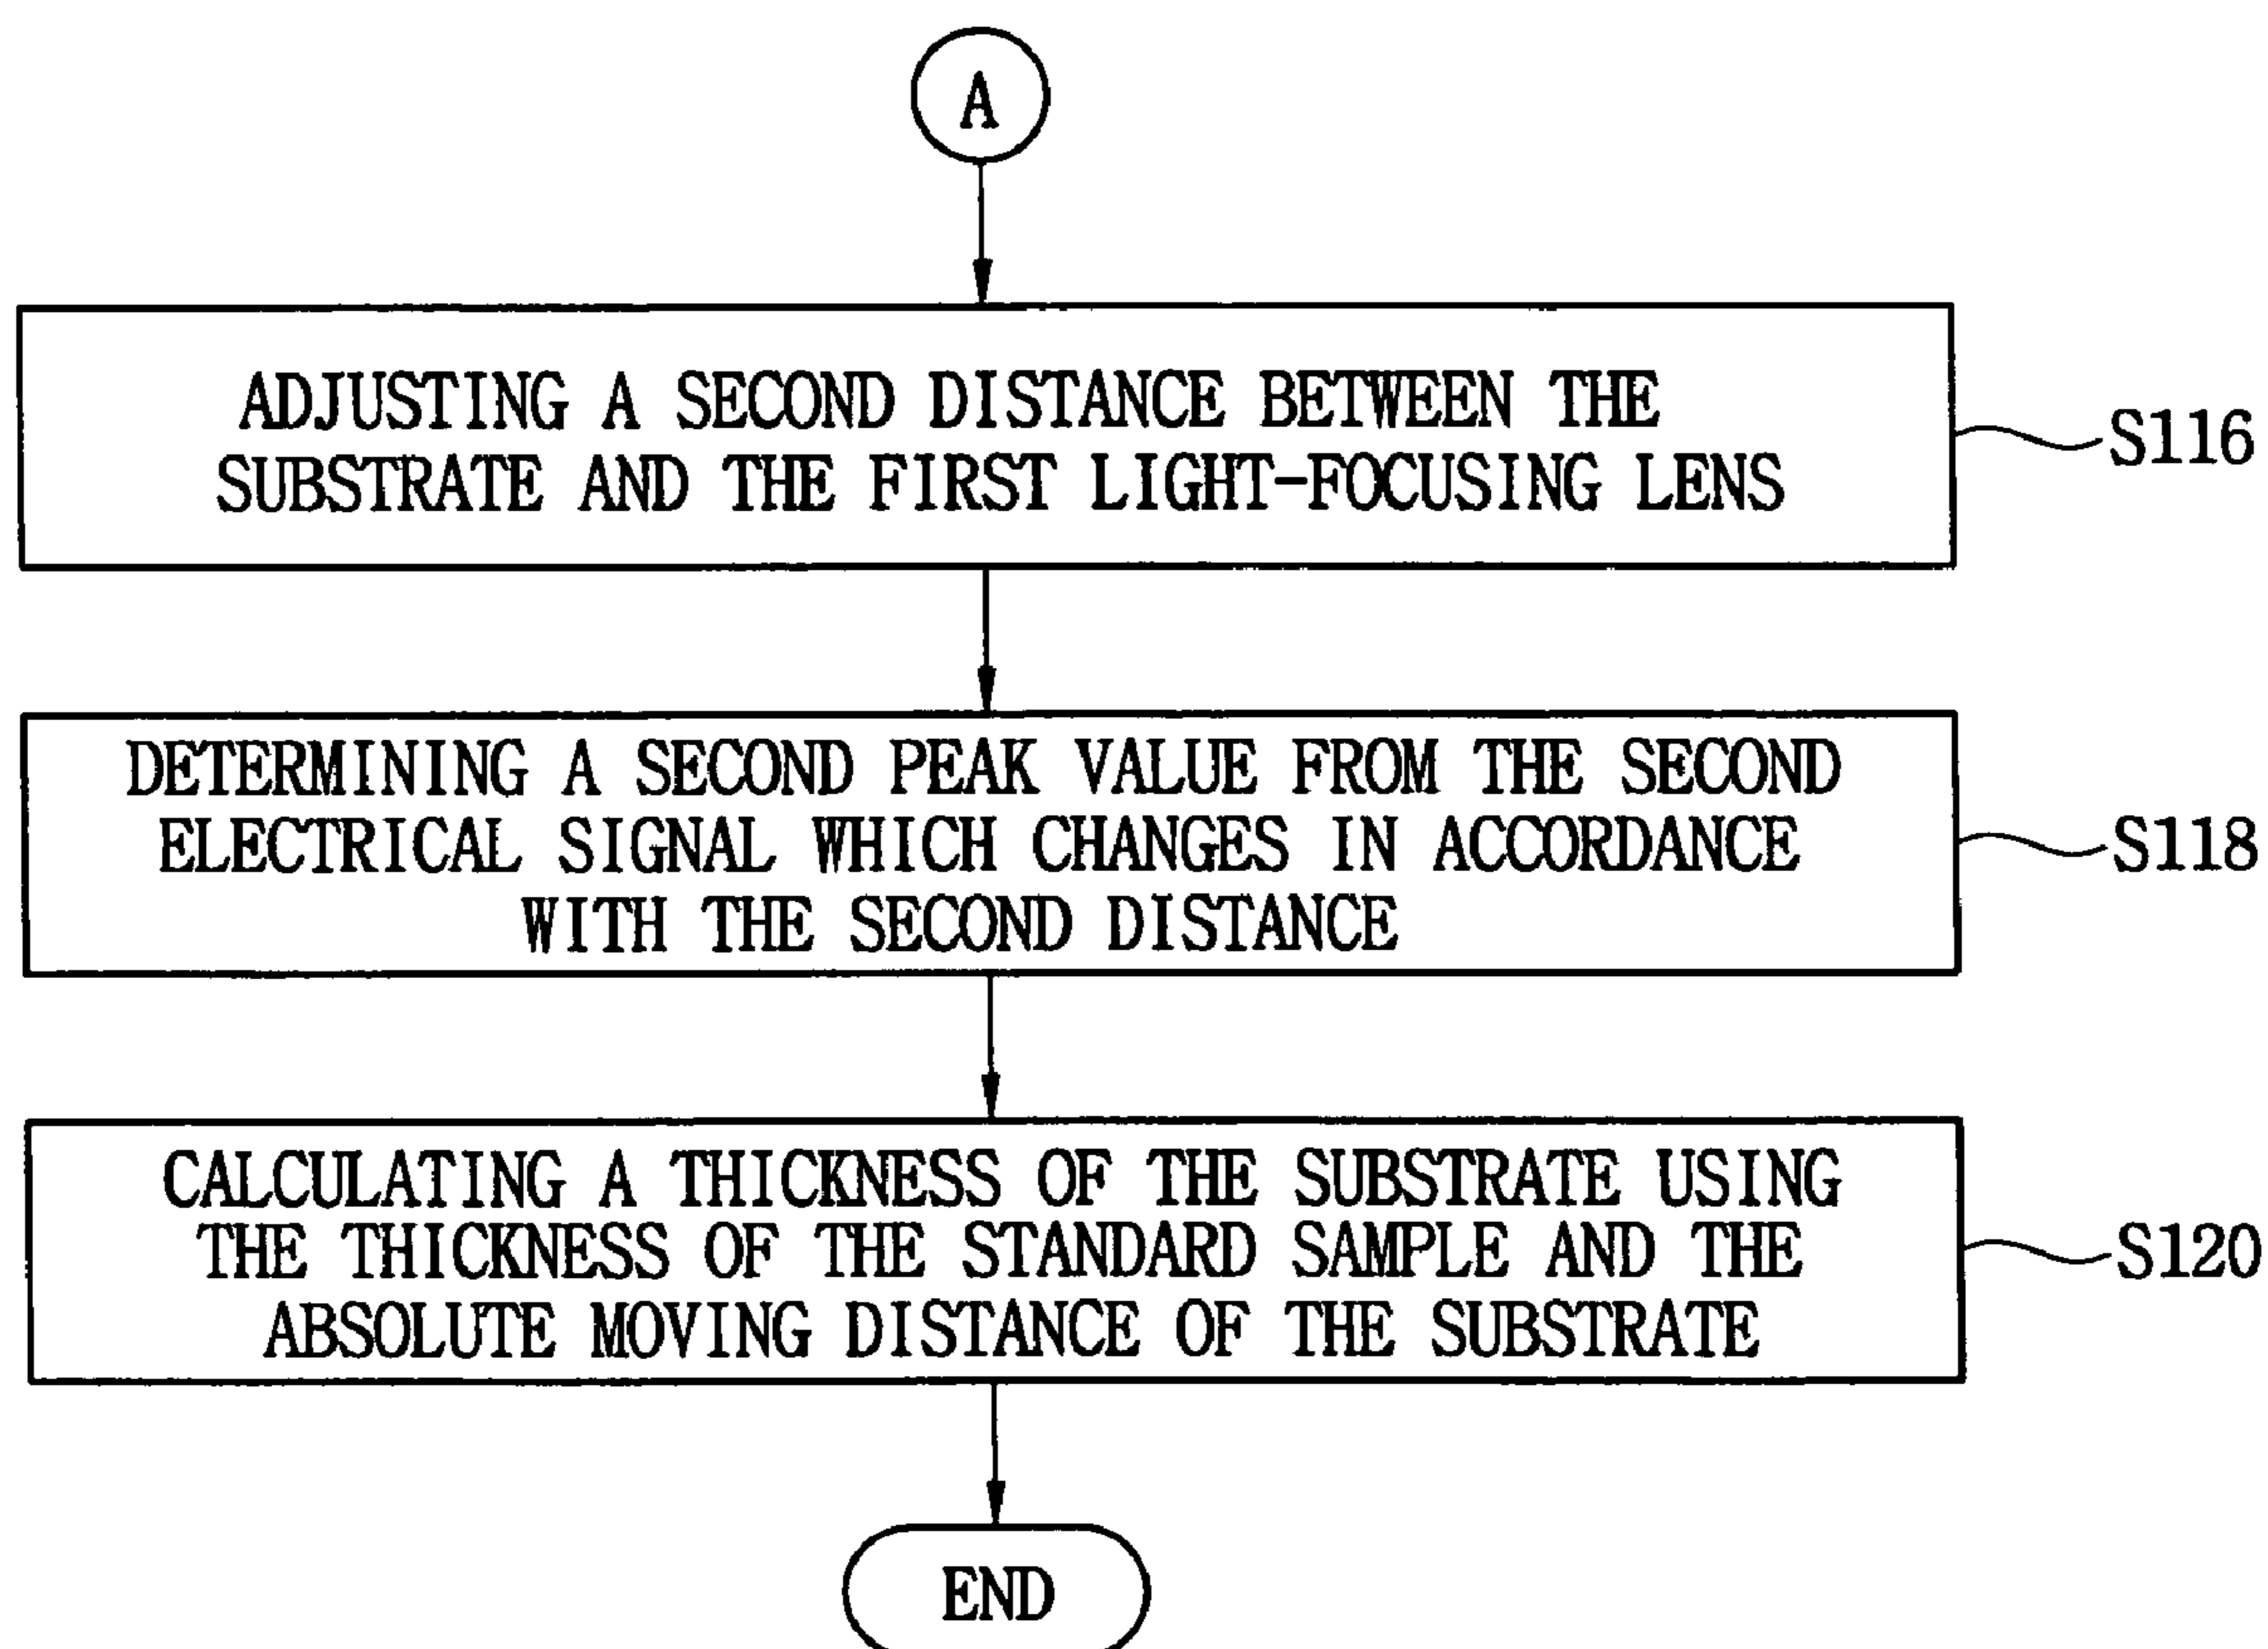 A
ADJUSTING A SECOND DISTANCE BETWEEN THE
SUBSTRATE AND THE FIRST LIGHT-FOCUSING LENS
S116
DETERMINING A SECOND PEAK VALUE FROM THE SECOND
ELECTRICAL SIGNAL WHICH CHANGES IN ACCORDANCE
WITH THE SECOND DISTANCE
S118
CALCULATING A THICKNESS OF THE SUBSTRATE USING
THE THICKNESS OF THE STANDARD SAMPLE AND THE
ABSOLUTE MOVING DISTANCE OF THE SUBSTRATE
S120
END